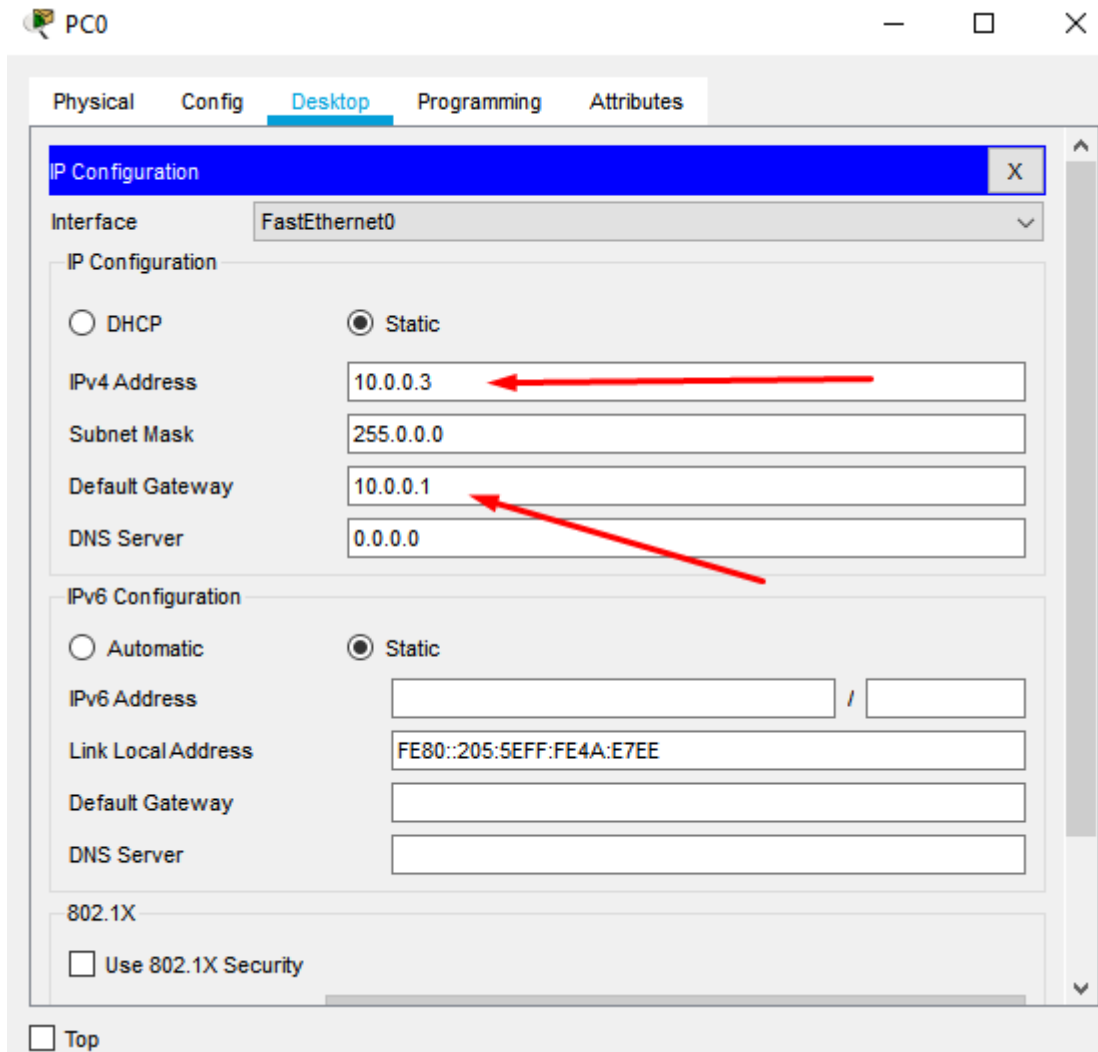 PC0
Physical Config Desktop Programming Attributes
IP Configuration X
Interface FastEthernet0
IP Configuration
DHCP Static
IPv4 Address 10.0.0.3
Subnet Mask 255.0.0.0
Default Gateway 10.0.0.1
DNS Server 0.0.0.0
IPv6 Configuration
Automatic Static
IPv6 Address /
Link Local Address FE80::205:5EFF:FE4A:E7EE
Default Gateway
DNS Server
802.1X
Use 802.1X Security
Top